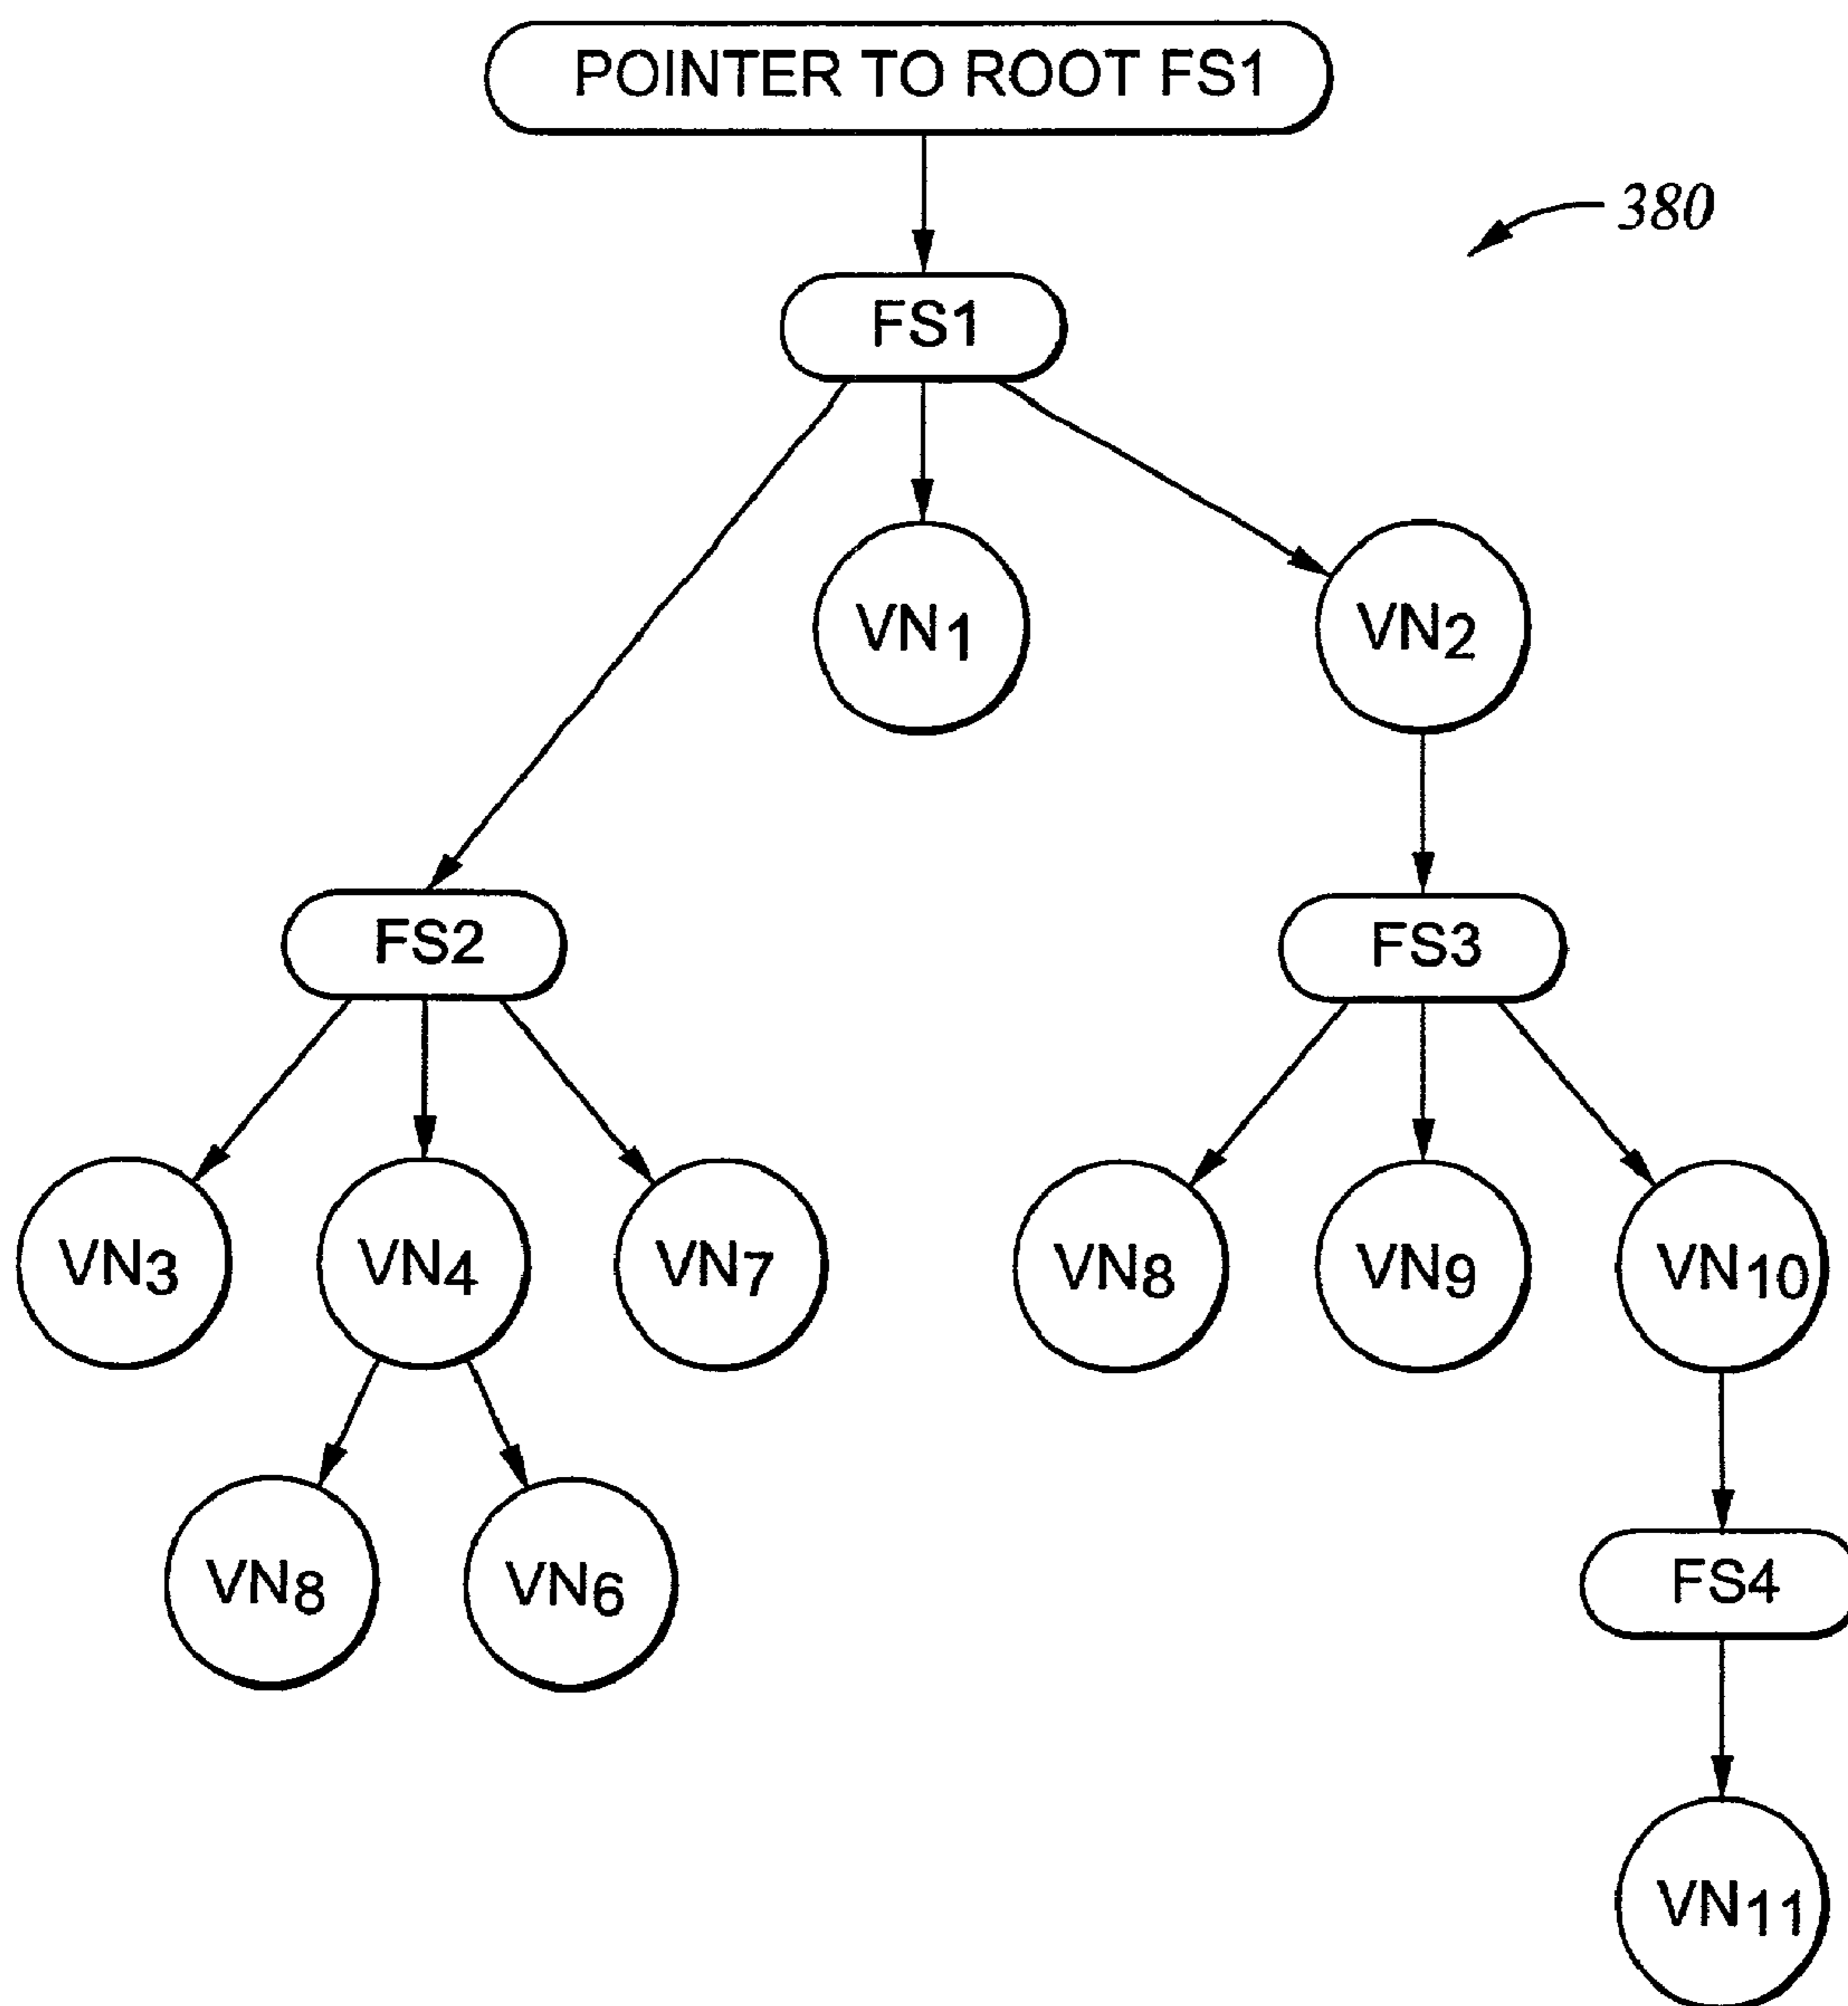 POINTER TO ROOT FS1
380
FS1
VN1
VN2
FS2
FS3
VN3
VN4
VN7
VN8
VN9
VN10
VN8
VN6
FS4
VN11